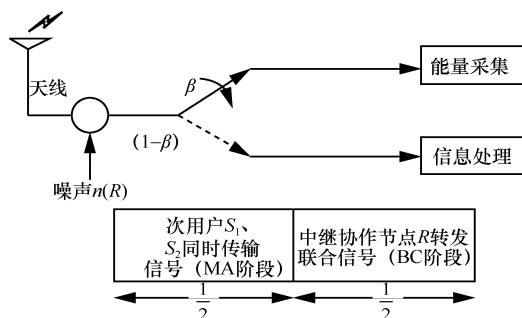 天线
β
能量采集
(1−β)
信息处理
噪声n(R)
次用户S₁、
S₂同时传输
信号（MA阶段）
中继协作节点R转发
联合信号（BC阶段）
1/2
1/2